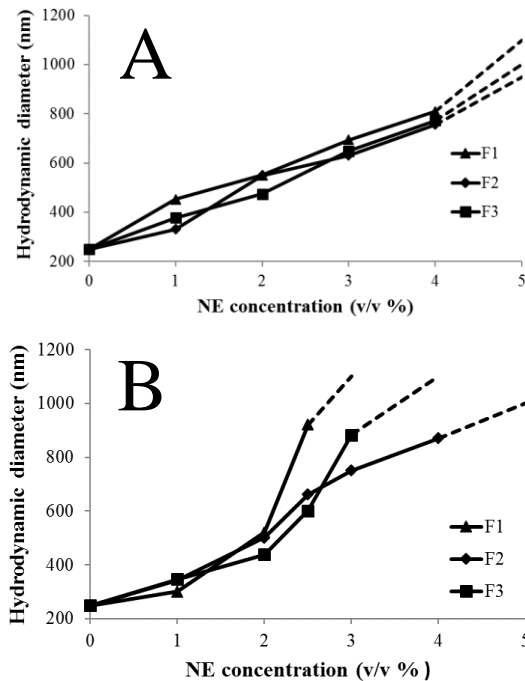 A
Hydrodynamic diameter (nm)
1200
1000
800
600
400
200
0 1 2 3 4 5
NE concentration (v/v %)
F1
F2
F3
B
Hydrodynamic diameter (nm)
1200
1000
800
600
400
200
0 1 2 3 4 5
NE concentration (v/v %)
F1
F2
F3